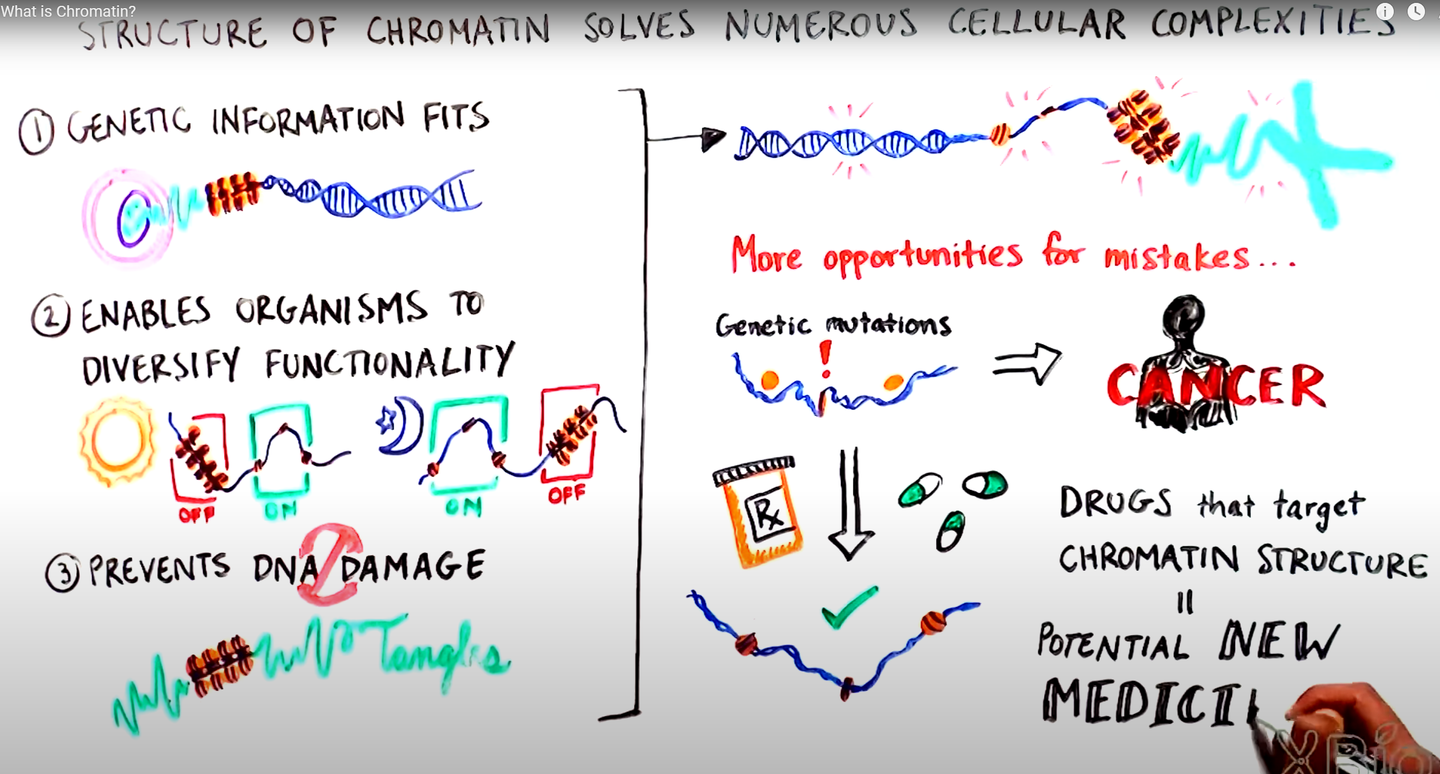 What is Chromatin?
STRUCTURE OF CHROMATIN SOLVES NUMEROUS CELLULAR COMPLEXITIES
1 GENETIC INFORMATION FITS
2 ENABLES ORGANISMS TO
DIVERSIFY FUNCTIONALITY
OFF
ON
ON
OFF
3 PREVENTS DNA DAMAGE
Tangles
More opportunities for mistakes...
Genetic mutations
!
CANCER
Rx
DRUGS that target
CHROMATIN STRUCTURE
=
POTENTIAL NEW
MEDICI